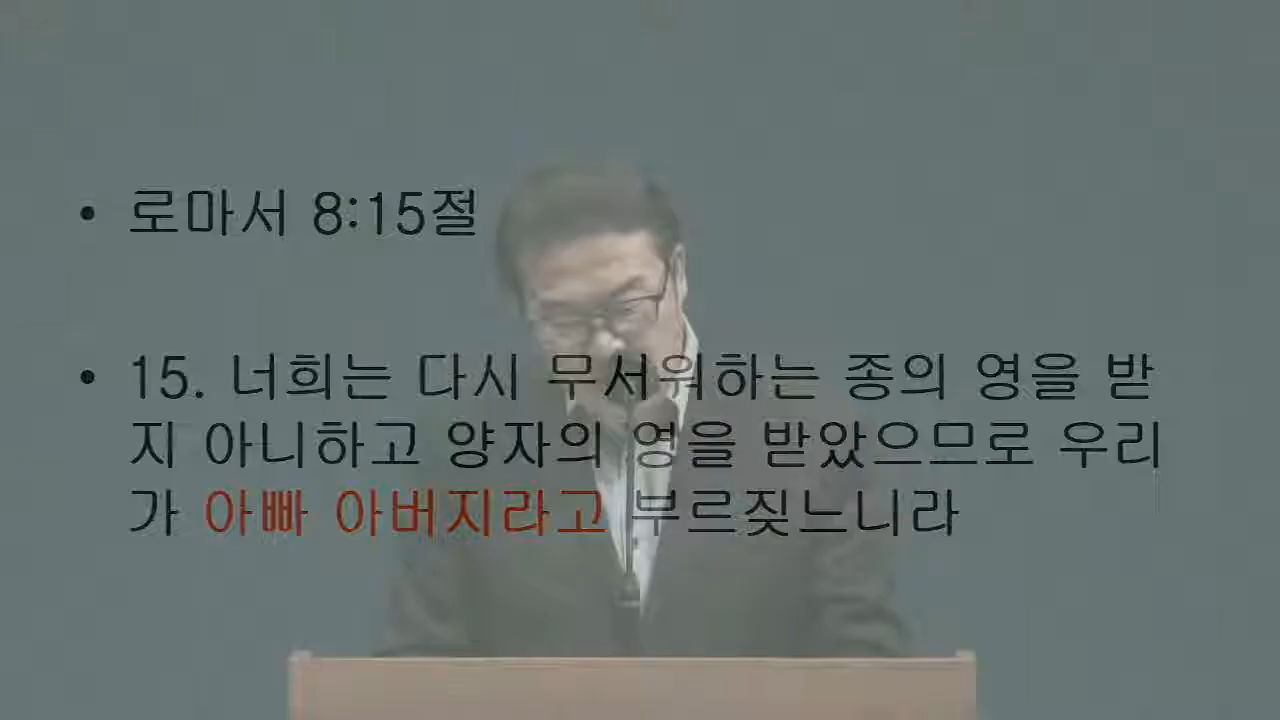 • 로마서 8:15절
• 15. 너희는 다시 무서워하는 종의 영을 받
지 아니하고 양자의 영을 받았으므로 우리
가 아빠 아버지라고 부르짖느니라